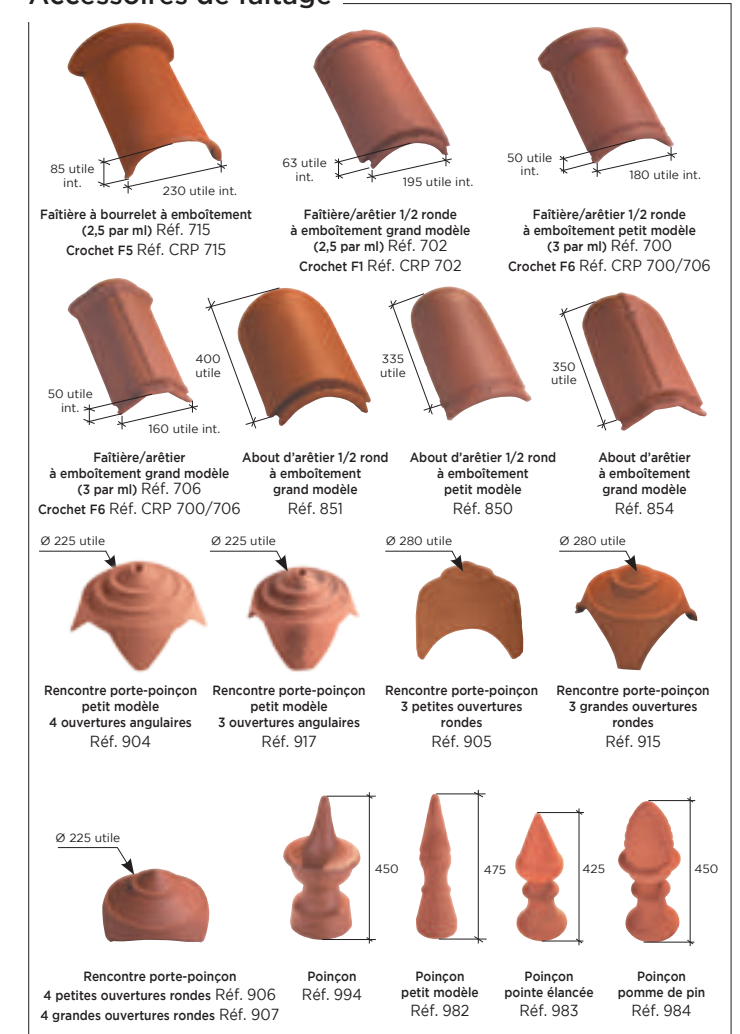 Accessoires de faîtage
85 utile
int.
230 utile int.
63 utile
int.
195 utile int.
50 utile
int.
180 utile int.
Faîtière à bourrelet à emboîtement
(2,5 par ml) Réf. 715
Crochet F5 Réf. CRP 715
Faîtière/arêtier 1/2 ronde
à emboîtement grand modèle
(2,5 par ml) Réf. 702
Crochet F1 Réf. CRP 702
Faîtière/arêtier 1/2 ronde
à emboîtement petit modèle
(3 par ml) Réf. 700
Crochet F6 Réf. CRP 700/706
50 utile
int.
160 utile int.
400
utile
335
utile
350
utile
Faîtière/arêtier
à emboîtement grand modèle
(3 par ml) Réf. 706
Crochet F6 Réf. CRP 700/706
About d'arêtier 1/2 rond
à emboîtement
grand modèle
Réf. 851
About d'arêtier 1/2 rond
à emboîtement
petit modèle
Réf. 850
About d'arêtier
à emboîtement
grand modèle
Réf. 854
Ø 225 utile
Ø 225 utile
Ø 280 utile
Ø 280 utile
Rencontre porte-poinçon
petit modèle
4 ouvertures angulaires
Réf. 904
Rencontre porte-poinçon
petit modèle
3 ouvertures angulaires
Réf. 917
Rencontre porte-poinçon
3 petites ouvertures
rondes
Réf. 905
Rencontre porte-poinçon
3 grandes ouvertures
rondes
Réf. 915
Ø 225 utile
450
475
425
450
Rencontre porte-poinçon
4 petites ouvertures rondes Réf. 906
4 grandes ouvertures rondes Réf. 907
Poinçon
Réf. 994
Poinçon
petit modèle
Réf. 982
Poinçon
pointe élancée
Réf. 983
Poinçon
pomme de pin
Réf. 984